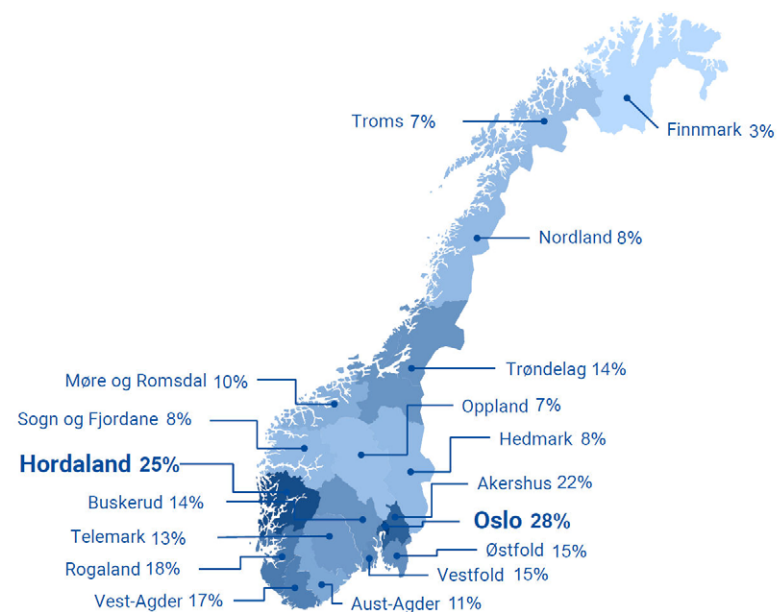 Troms 7%
Finnmark 3%
Nordland 8%
Trøndelag 14%
Møre og Romsdal 10%
Oppland 7%
Sogn og Fjordane 8%
Hedmark 8%
Hordaland 25%
Akershus 22%
Buskerud 14%
Oslo 28%
Telemark 13%
Østfold 15%
Rogaland 18%
Vestfold 15%
Vest-Agder 17%
Aust-Agder 11%